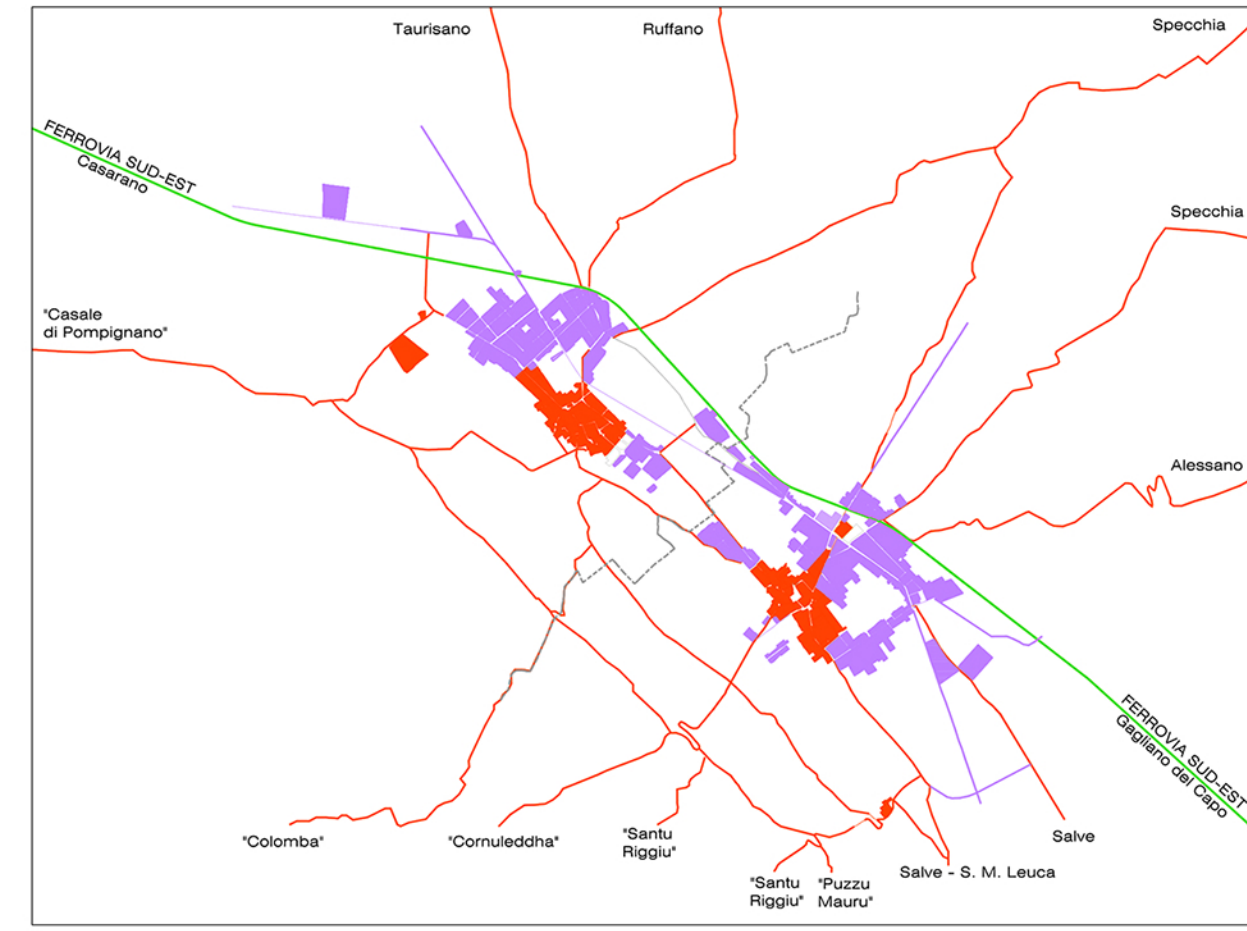 Taurisano
Ruffano
Specchia
FERROVIA SUD-EST
Casarano
Specchia
"Casale
di Pompignano"
Alessano
FERROVIA SUD-EST
Gagliano del Capo
"Colomba"
"Cornuleddha"
"Santu
Riggiu"
Salve
Salve - S. M. Leuca
"Santu
Riggiu"
"Puzzu
Mauru"